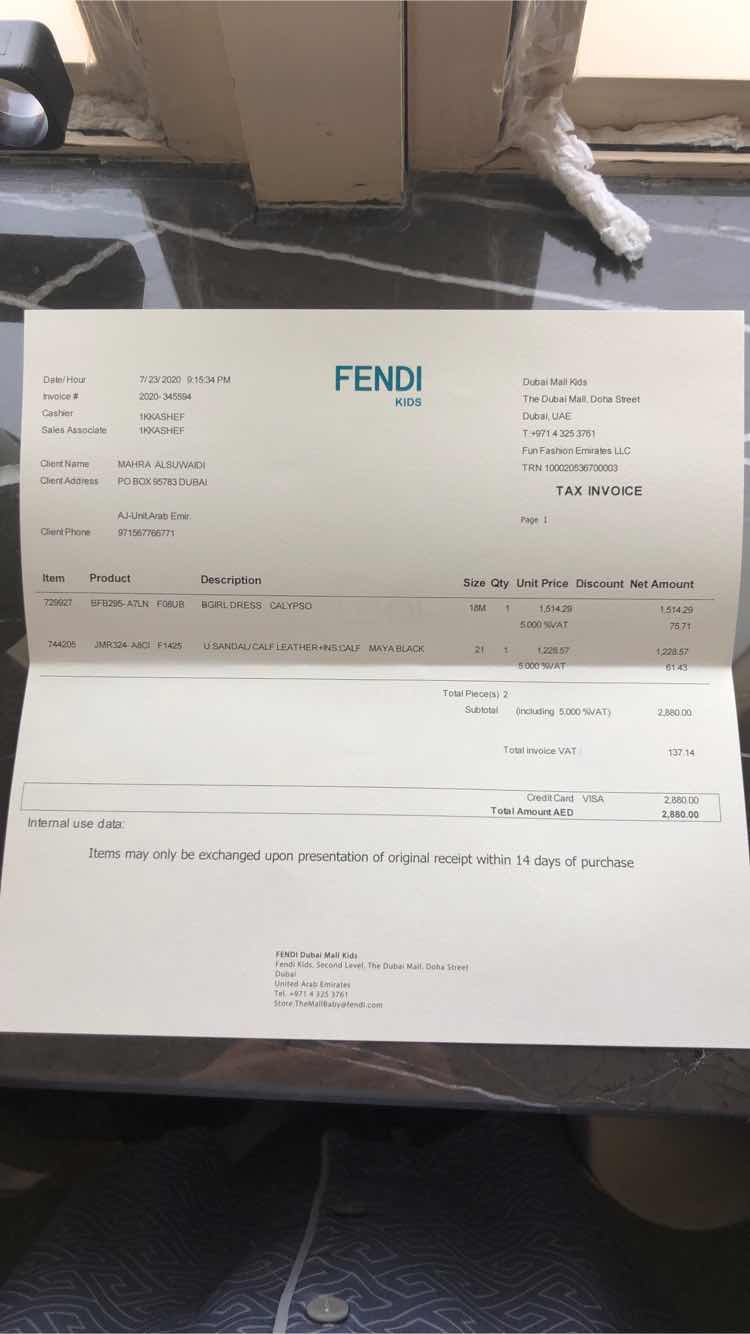 FENDI
KIDS
Date/Hour 7/23/2020 9:15:34 PM
Invoice # 2020-345594
Cashier 1KKASHEF
Sales Associate 1KKASHEF
Client Name MAHRA ALSUWAIDI
Client Address PO BOX 95783 DUBAI
AJ-Unit.Arab Emir.
Client Phone 971567766771
Dubai Mall Kids
The Dubai Mall, Doha Street
Dubai, UAE
T:+971 4 325 3761
Fun Fashion Emirates LLC
TRN 100020536700003
TAX INVOICE
Page 1
Item Product Description Size Qty Unit Price Discount Net Amount
729927 BFB295-A7LN F08UB BGIRL DRESS CALYPSO 18M 1 1,514.29 1,514.29
5.000 %VAT 75.71
744205 JMR324-A8CI F1425 U.SANDAL/CALF LEATHER+INS.CALF MAYA BLACK 21 1 1,228.57 1,228.57
5.000 %VAT 61.43
Total Piece(s) 2
Subtotal (including 5.000 %VAT) 2,880.00
Total invoice VAT : 137.14
Credit Card VISA 2,880.00
Total Amount AED 2,880.00
Internal use data:
Items may only be exchanged upon presentation of original receipt within 14 days of purchase
FENDI Dubai Mall Kids
Fendi Kids, Second Level, The Dubai Mall, Doha Street
Dubai
United Arab Emirates
Tel. +971 4 325 3761
Store.TheMallBaby@fendi.com